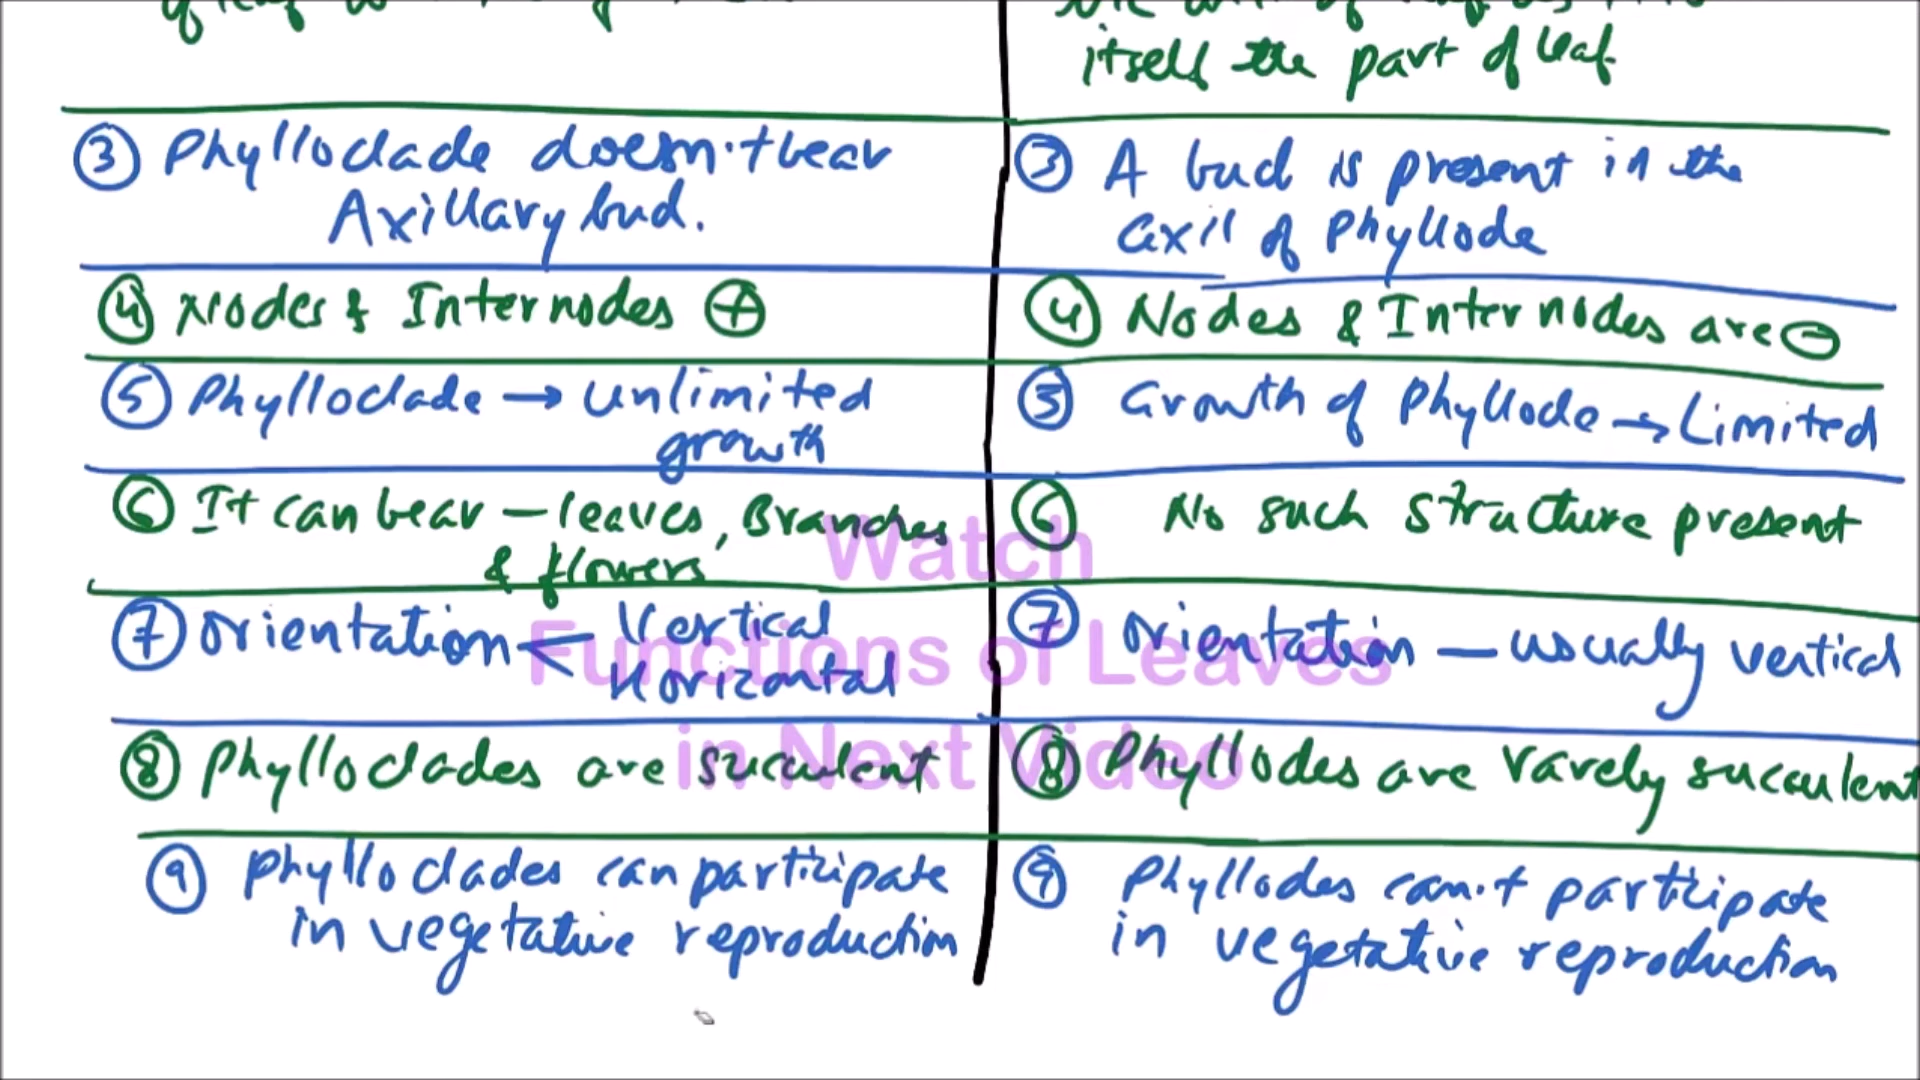 itself the part of leaf
③ Phylloclade doesn't bear
Axillary bud.
③ A bud is present in the
axil of Phyllode
④ Nodes & Internodes ⊕
④ Nodes & Internodes are ⊖
⑤ Phylloclade → unlimited
growth
⑤ Growth of Phyllode → Limited
⑥ It can bear – leaves, Branches
& flowers
⑥ No such structure present
⑦ Orientation < Vertical
Horizontal
⑦ Orientation – usually vertical
⑧ Phylloclades are succulent
⑧ Phyllodes are rarely succulent
⑨ Phylloclades can participate
in vegetative reproduction
⑨ Phyllodes can't participate
in vegetative reproduction
Watch
Functions of Leaves
in Next Video